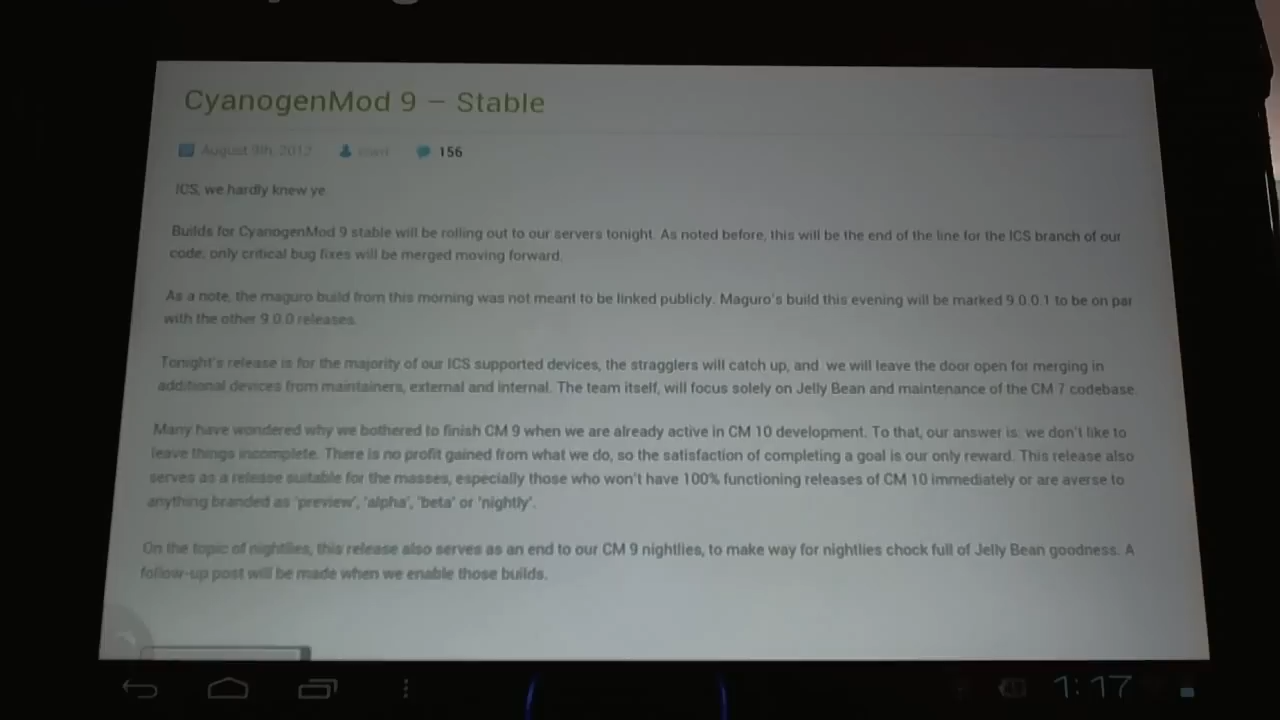 CyanogenMod 9 – Stable
August 9th, 2012 156
ICS, we hardly knew ye.
Builds for CyanogenMod 9 stable will be rolling out to our servers tonight. As noted before, this will be the end of the line for the ICS branch of our
code; only critical bug fixes will be merged moving forward.
As a note, the maguro build from this morning was not meant to be linked publicly. Maguro's build this evening will be marked 9.0.0.1 to be on par
with the other 9.0.0 releases.
Tonight's release is for the majority of our ICS supported devices, the stragglers will catch up, and we will leave the door open for merging in
additional devices from maintainers, external and internal. The team itself, will focus solely on Jelly Bean and maintenance of the CM 7 codebase.
Many have wondered why we bothered to finish CM 9 when we are already active in CM 10 development. To that, our answer is: we don't like to
leave things incomplete. There is no profit gained from what we do, so the satisfaction of completing a goal is our only reward. This release also
serves as a release suitable for the masses, especially those who won't have 100% functioning releases of CM 10 immediately or are averse to
anything branded as 'preview', 'alpha', 'beta' or 'nightly'.
On the topic of nightlies, this release also serves as an end to our CM 9 nightlies, to make way for nightlies chock full of Jelly Bean goodness. A
follow-up post will be made when we enable those builds.
1:17